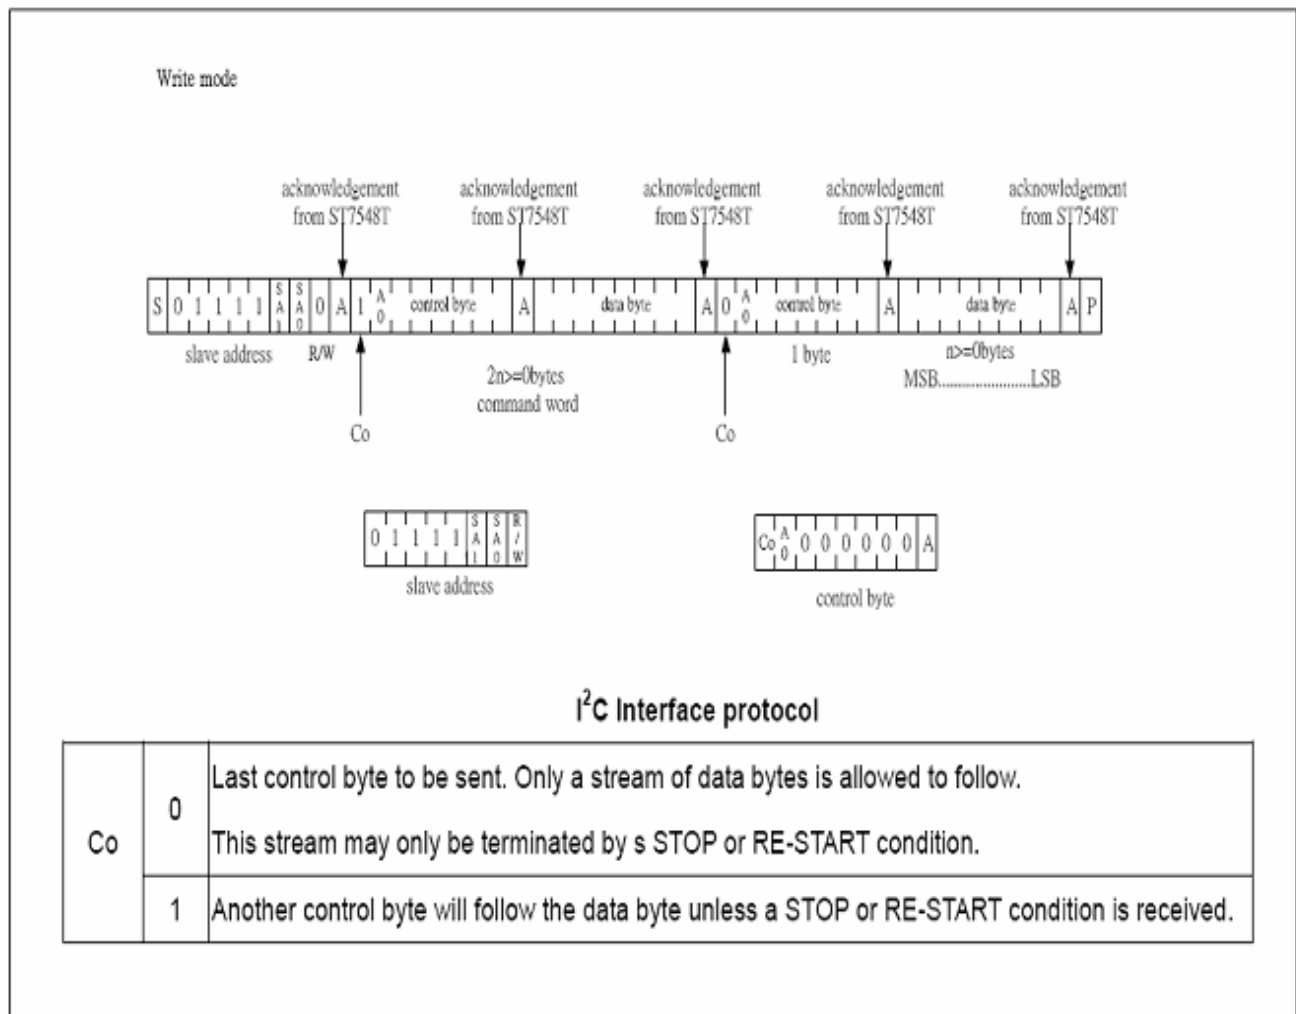 Write mode
acknowledgement acknowledgement acknowledgement acknowledgement acknowledgement
from ST7548T from ST7548T from ST7548T from ST7548T from ST7548T
S 0 1 1 1 1 SA1 SA0 0 A 1 A0 control byte A data byte A 0 A0 control byte A data byte A P
slave address R/W 1 byte n>=0bytes
2n>=0bytes MSB........................LSB
command word
Co Co
0 1 1 1 1 SA1 SA0 R/W Co A0 0 0 0 0 0 0 A
slave address control byte
I²C Interface protocol
Co
0
Last control byte to be sent. Only a stream of data bytes is allowed to follow.
This stream may only be terminated by s STOP or RE-START condition.
1
Another control byte will follow the data byte unless a STOP or RE-START condition is received.